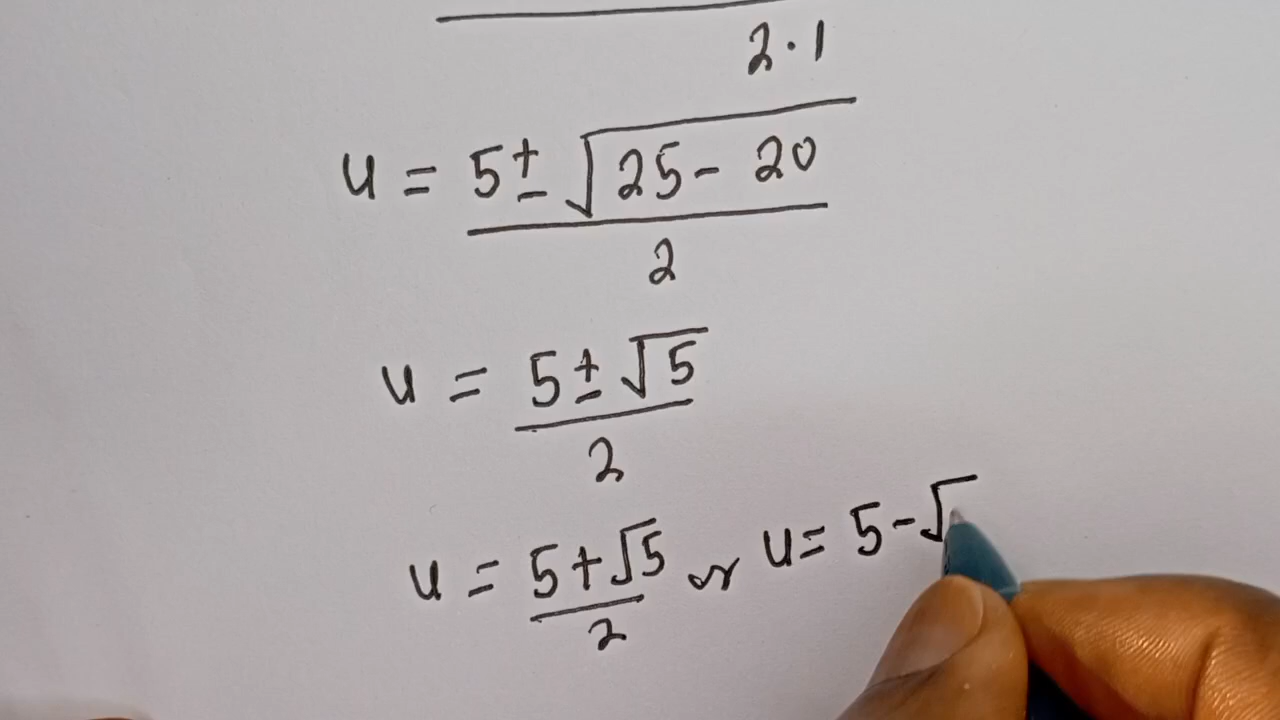 2·1
u = 5 ± √25 - 20
2
u = 5 ± √5
2
u = 5 + √5 or u = 5 - √
2